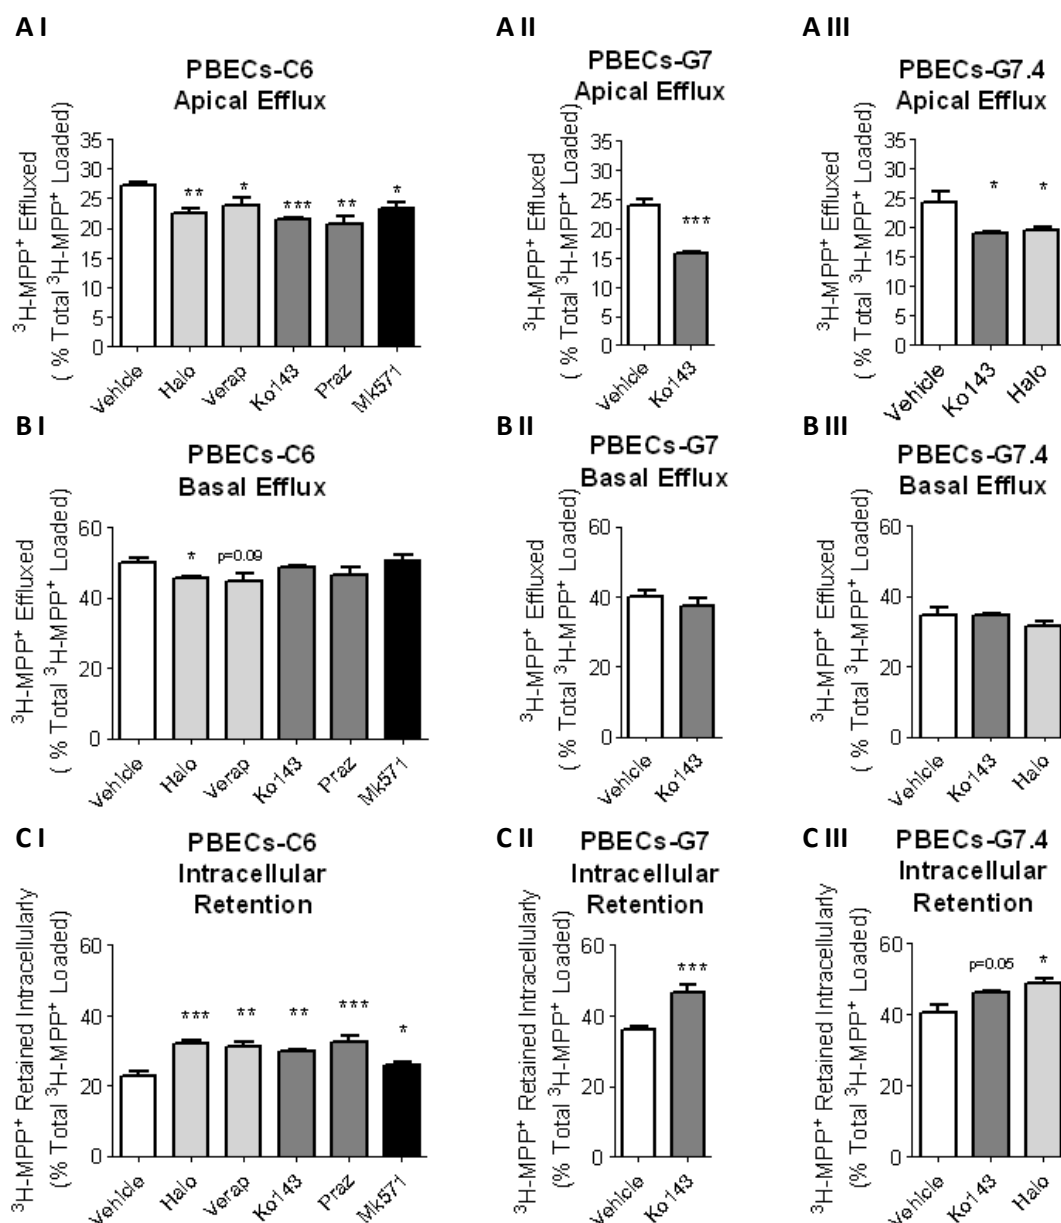 A I
PBECs-C6
Apical Efflux
³H-MPP⁺ Effluxed
( % Total ³H-MPP⁺ Loaded)
35
30
25
20
15
10
5
0
** * *** ** *
Vehicle Halo Verap Ko143 Praz Mk571
A II
PBECs-G7
Apical Efflux
³H-MPP⁺ Effluxed
( % Total ³H-MPP⁺ Loaded)
35
30
25
20
15
10
5
0
***
Vehicle Ko143
A III
PBECs-G7.4
Apical Efflux
³H-MPP⁺ Effluxed
( % Total ³H-MPP⁺ Loaded)
35
30
25
20
15
10
5
0
* *
Vehicle Ko143 Halo
B I
PBECs-C6
Basal Efflux
³H-MPP⁺ Effluxed
( % Total ³H-MPP⁺ Loaded)
60
40
20
0
* p=0.09
Vehicle Halo Verap Ko143 Praz Mk571
B II
PBECs-G7
Basal Efflux
³H-MPP⁺ Effluxed
( % Total ³H-MPP⁺ Loaded)
60
40
20
0
Vehicle Ko143
B III
PBECs-G7.4
Basal Efflux
³H-MPP⁺ Effluxed
( % Total ³H-MPP⁺ Loaded)
60
40
20
0
Vehicle Ko143 Halo
C I
PBECs-C6
Intracellular
Retention
³H-MPP⁺ Retained Intracellularly
(% Total ³H-MPP⁺ Loaded)
60
40
20
0
*** ** ** *** *
Vehicle Halo Verap Ko143 Praz Mk571
C II
PBECs-G7
Intracellular
Retention
³H-MPP⁺ Retained Intracellularly
(% Total ³H-MPP⁺ Loaded)
60
40
20
0
***
Vehicle Ko143
C III
PBECs-G7.4
Intracellular
Retention
³H-MPP⁺ Retained Intracellularly
(% Total ³H-MPP⁺ Loaded)
60
40
20
0
p=0.05 *
Vehicle Ko143 Halo